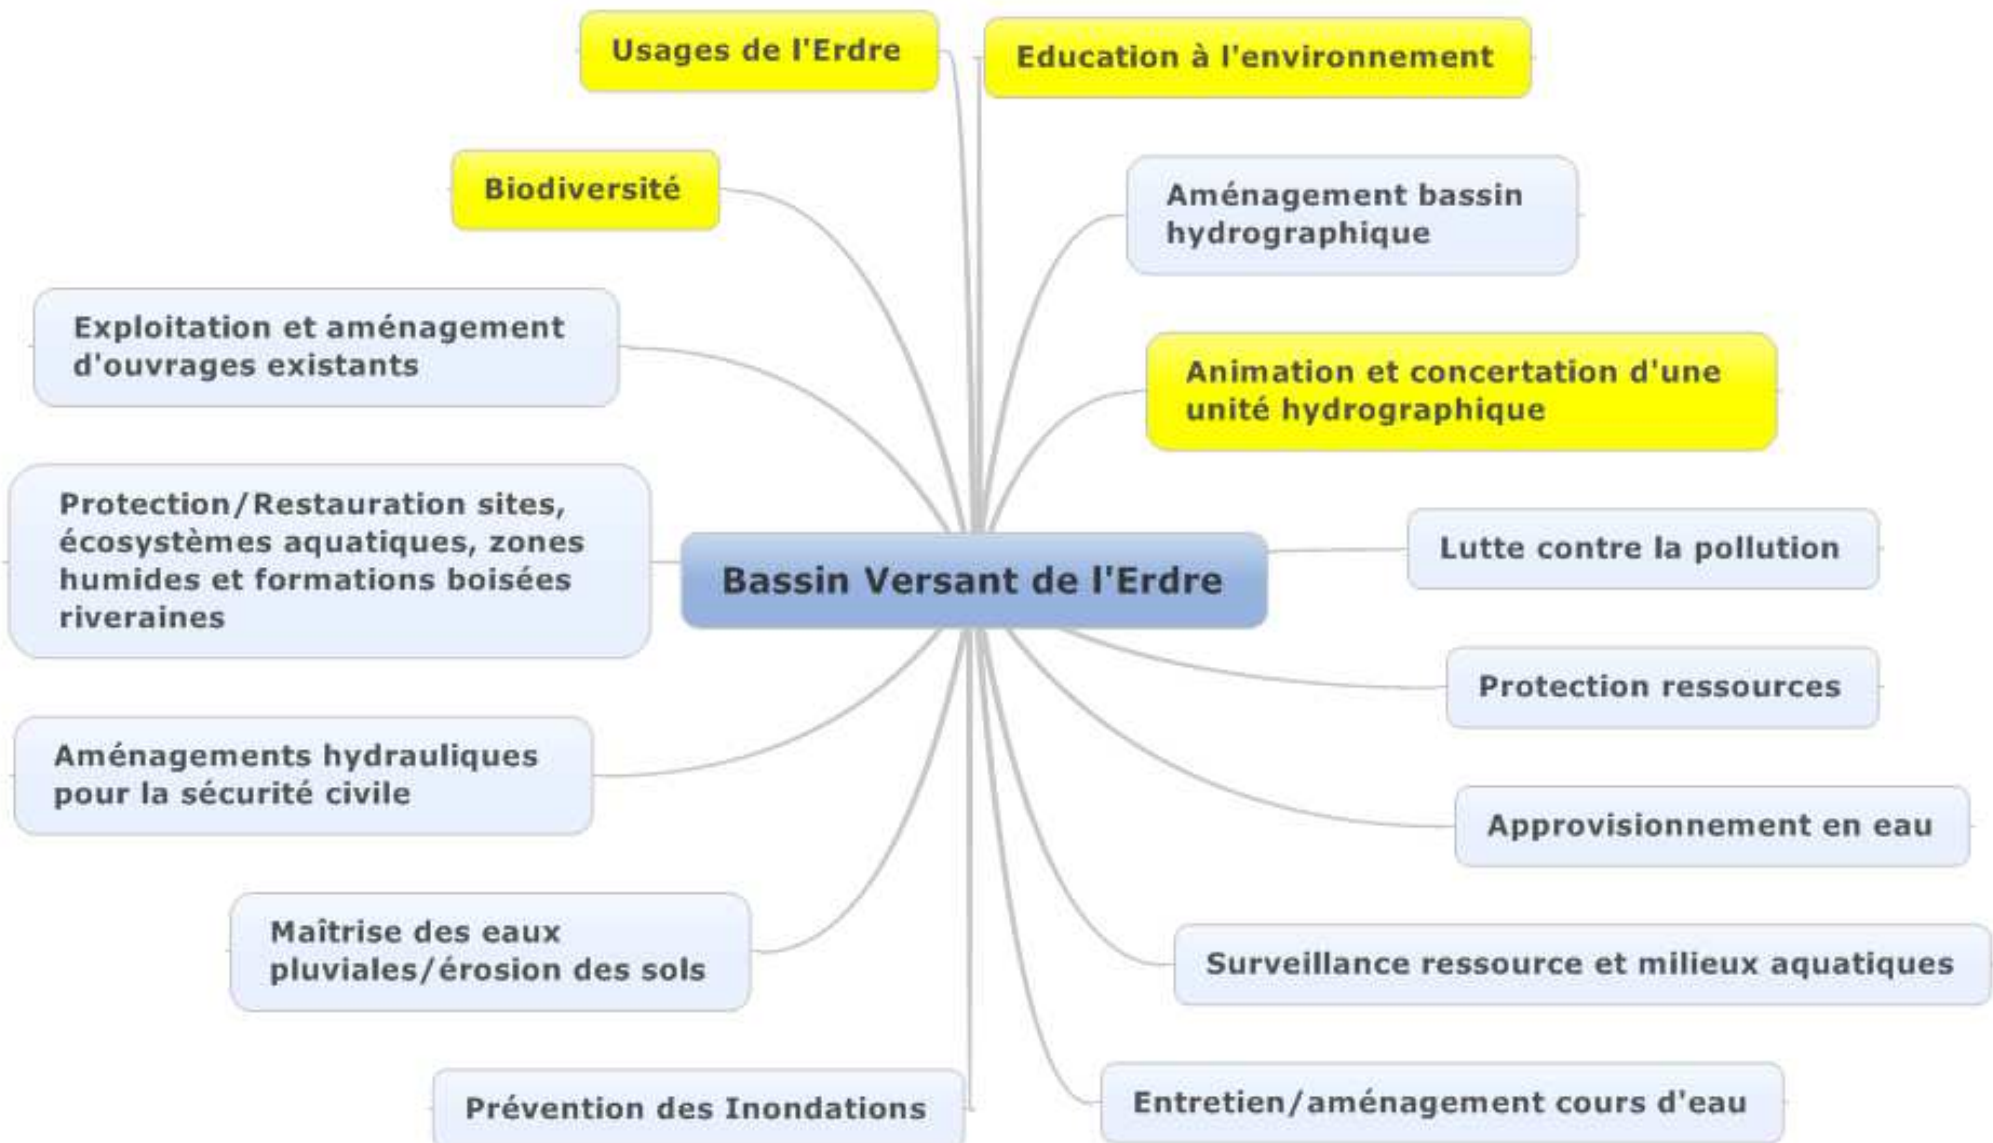 Usages de l'Erdre
Education à l'environnement
Biodiversité
Aménagement bassin
hydrographique
Exploitation et aménagement
d'ouvrages existants
Animation et concertation d'une
unité hydrographique
Protection/Restauration sites,
écosystèmes aquatiques, zones
humides et formations boisées
riveraines
Bassin Versant de l'Erdre
Lutte contre la pollution
Protection ressources
Aménagements hydrauliques
pour la sécurité civile
Approvisionnement en eau
Maîtrise des eaux
pluviales/érosion des sols
Surveillance ressource et milieux aquatiques
Prévention des Inondations
Entretien/aménagement cours d'eau